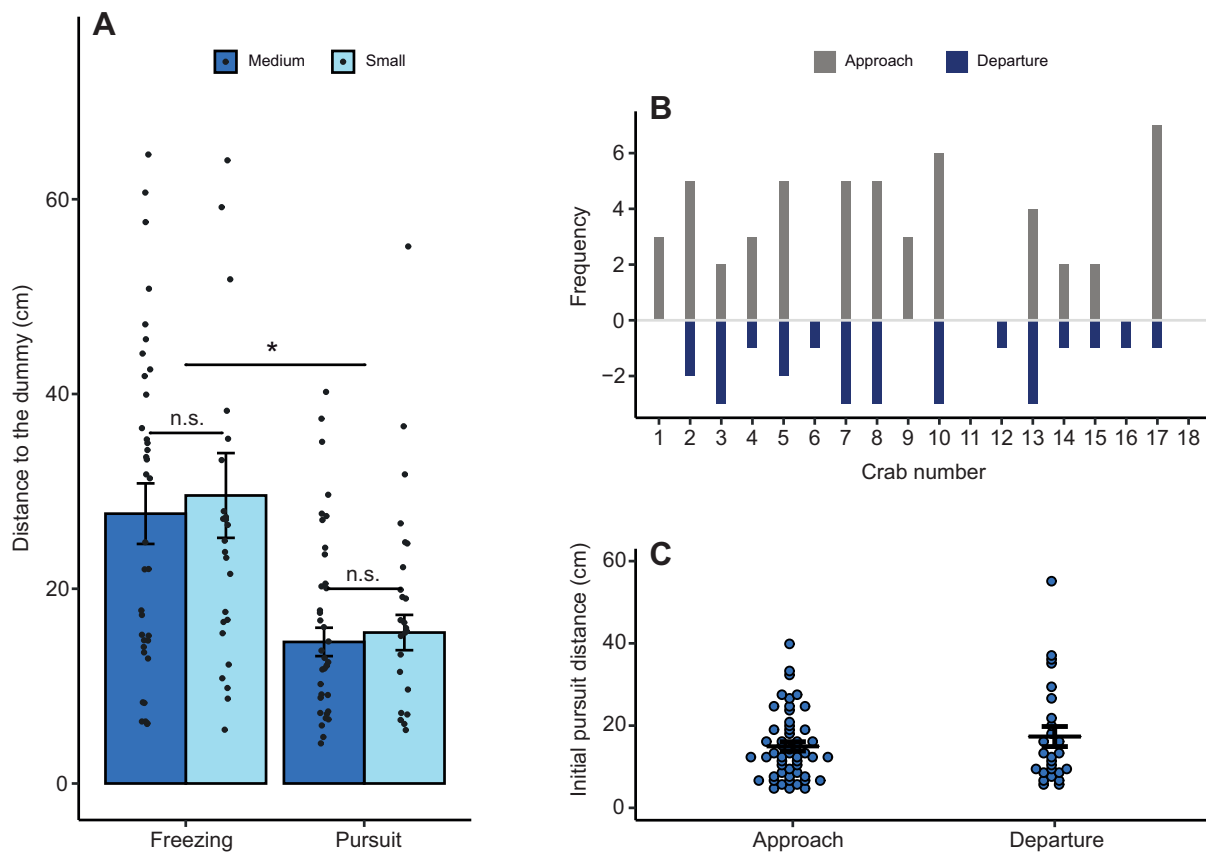 A
Medium
Small
Distance to the dummy (cm)
60
40
20
0
*
n.s.
n.s.
Freezing
Pursuit
Approach
Departure
B
Frequency
6
4
2
0
−2
1 2 3 4 5 6 7 8 9 10 11 12 13 14 15 16 17 18
Crab number
C
Initial pursuit distance (cm)
60
40
20
0
Approach
Departure